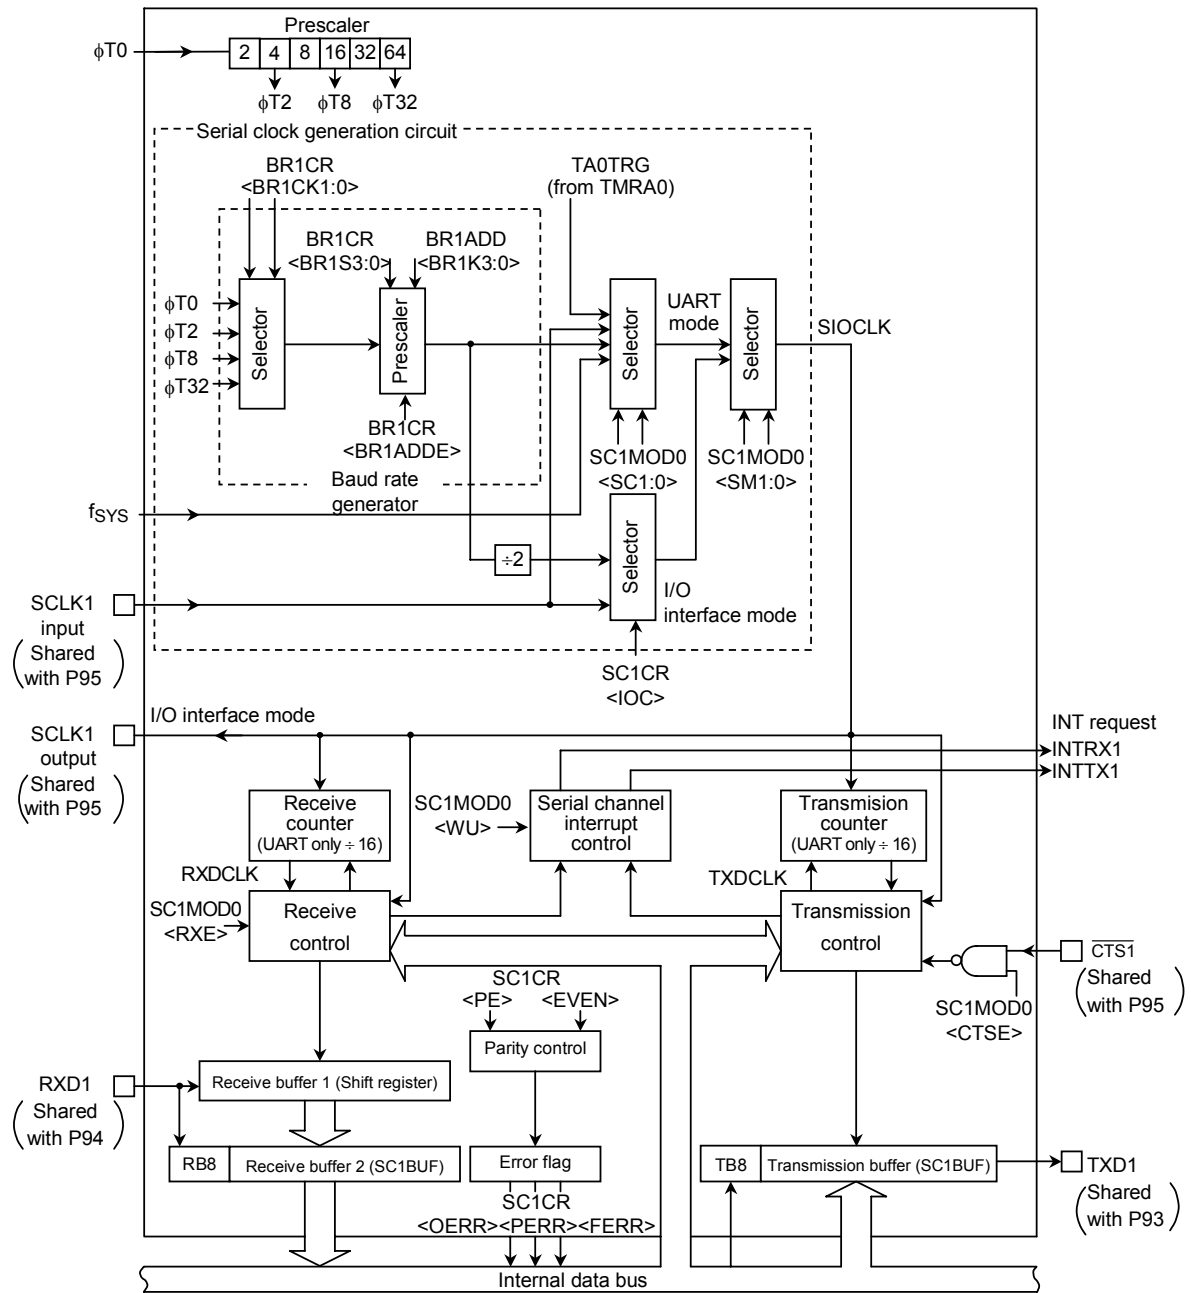 Prescaler
ϕT0
2 4 8 16 32 64
ϕT2 ϕT8 ϕT32
Serial clock generation circuit
BR1CR
<BR1CK1:0>
TA0TRG
(from TMRA0)
BR1CR
<BR1S3:0>
BR1ADD
<BR1K3:0>
ϕT0
ϕT2
ϕT8
ϕT32
Selector
Prescaler
Selector
UART
mode
Selector
SIOCLK
BR1CR
<BR1ADDE>
SC1MOD0
<SC1:0>
SC1MOD0
<SM1:0>
Baud rate
generator
fSYS
÷2
Selector
I/O
interface mode
SCLK1
input
(Shared
with P95)
SC1CR
<IOC>
I/O interface mode
SCLK1
output
(Shared
with P95)
INT request
INTRX1
INTTX1
Receive
counter
(UART only ÷ 16)
SC1MOD0
<WU>
Serial channel
interrupt
control
Transmision
counter
(UART only ÷ 16)
RXDCLK
TXDCLK
SC1MOD0
<RXE>
Receive
control
Transmission
control
CTS1
(Shared
with P95)
SC1MOD0
<CTSE>
SC1CR
<PE> <EVEN>
Parity control
RXD1
(Shared
with P94)
Receive buffer 1 (Shift register)
RB8 Receive buffer 2 (SC1BUF)
Error flag
TB8 Transmission buffer (SC1BUF)
TXD1
(Shared
with P93)
SC1CR
<OERR><PERR><FERR>
Internal data bus